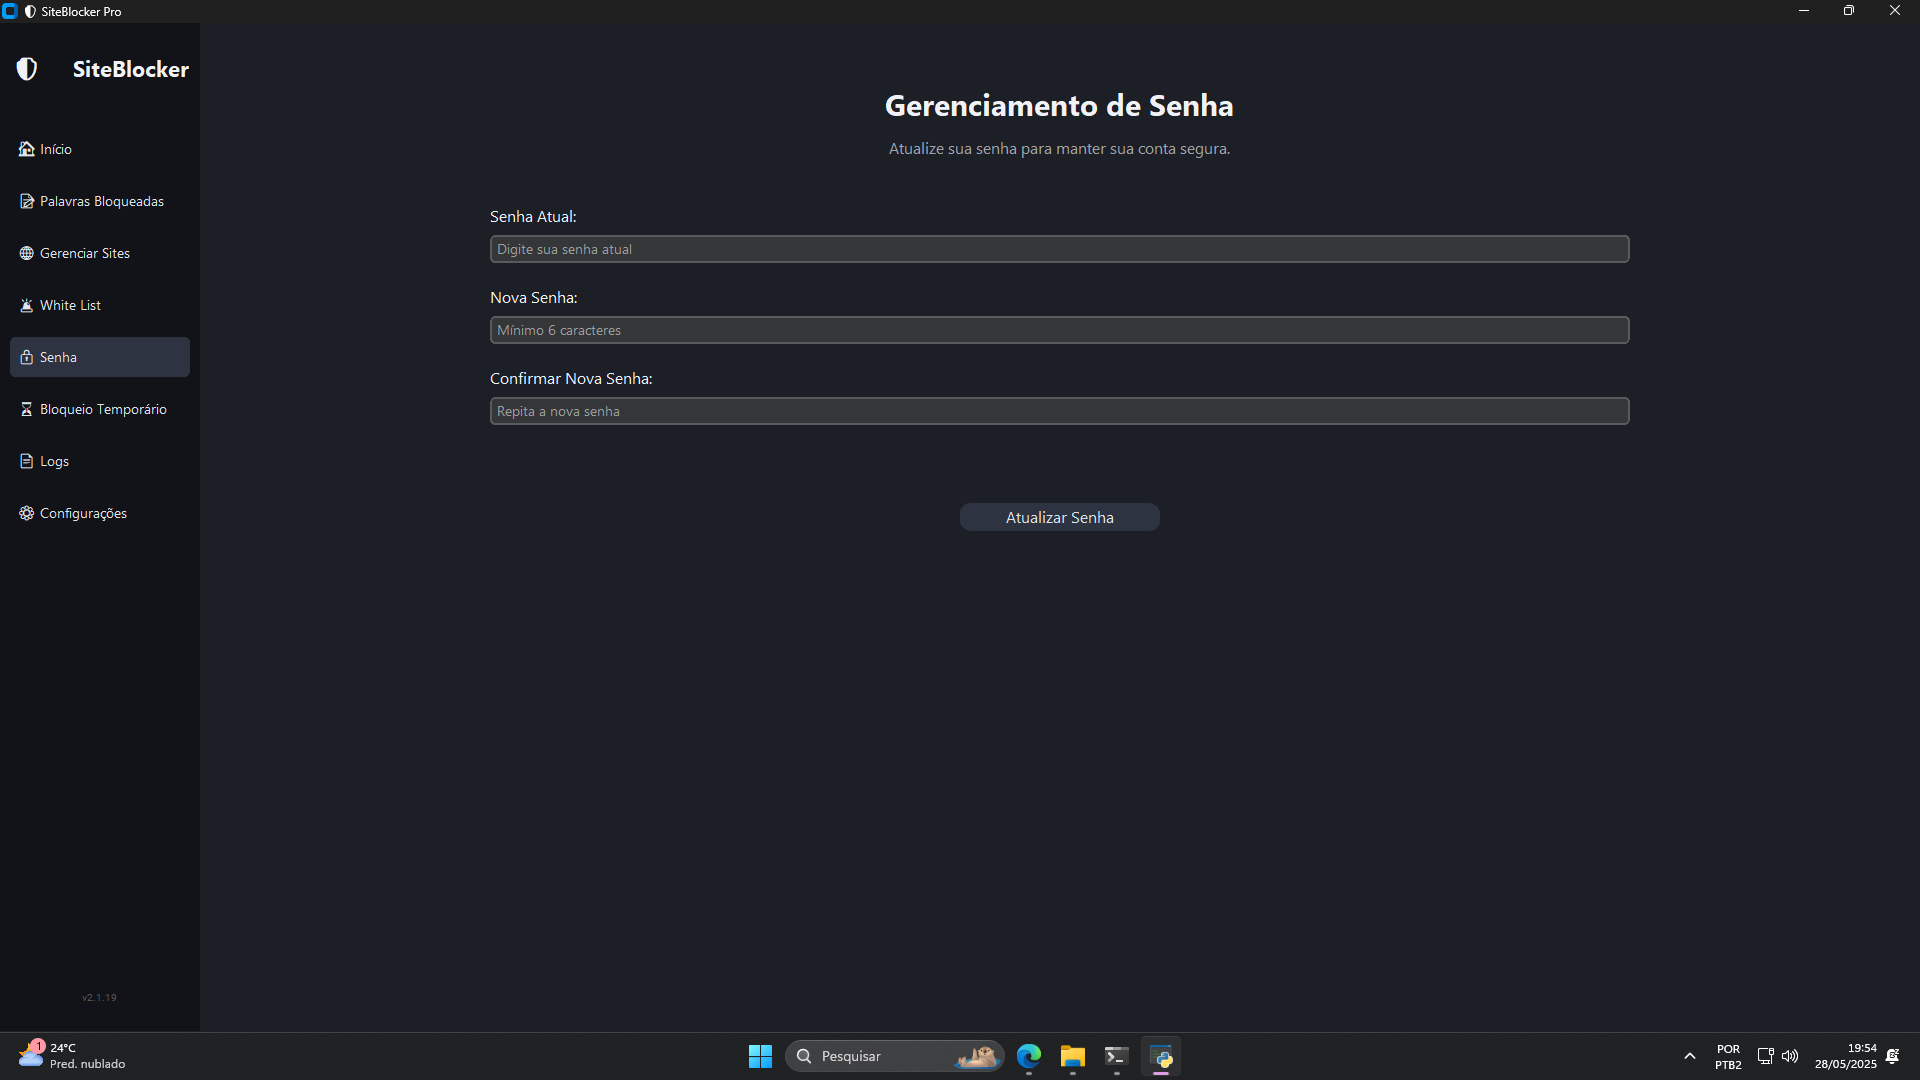 SiteBlocker Pro
SiteBlocker
Início
Palavras Bloqueadas
Gerenciar Sites
White List
Senha
Bloqueio Temporário
Logs
Configurações
v2.1.19
Gerenciamento de Senha
Atualize sua senha para manter sua conta segura.
Senha Atual:
Digite sua senha atual
Nova Senha:
Mínimo 6 caracteres
Confirmar Nova Senha:
Repita a nova senha
Atualizar Senha
1
24°C
Pred. nublado
Pesquisar
POR
PTB2
19:54
28/05/2025